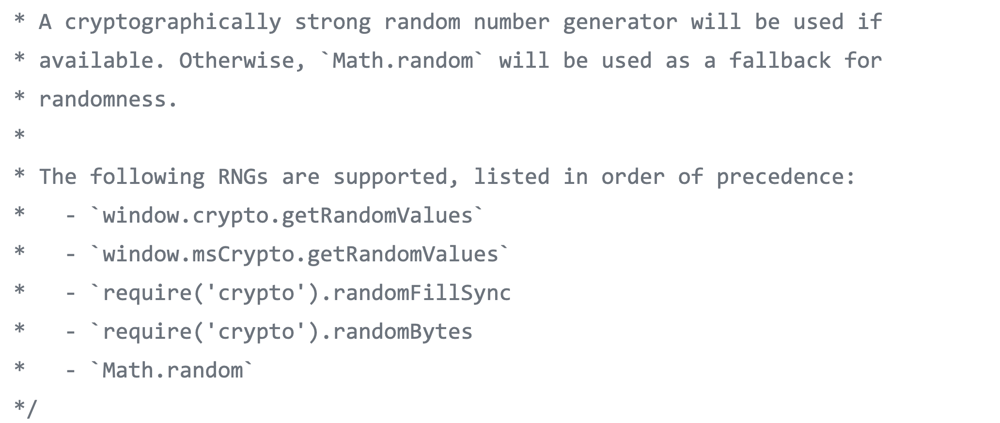 * A cryptographically strong random number generator will be used if
* available. Otherwise, `Math.random` will be used as a fallback for
* randomness.
*
* The following RNGs are supported, listed in order of precedence:
*   - `window.crypto.getRandomValues`
*   - `window.msCrypto.getRandomValues`
*   - `require('crypto').randomFillSync
*   - `require('crypto').randomBytes
*   - `Math.random`
*/